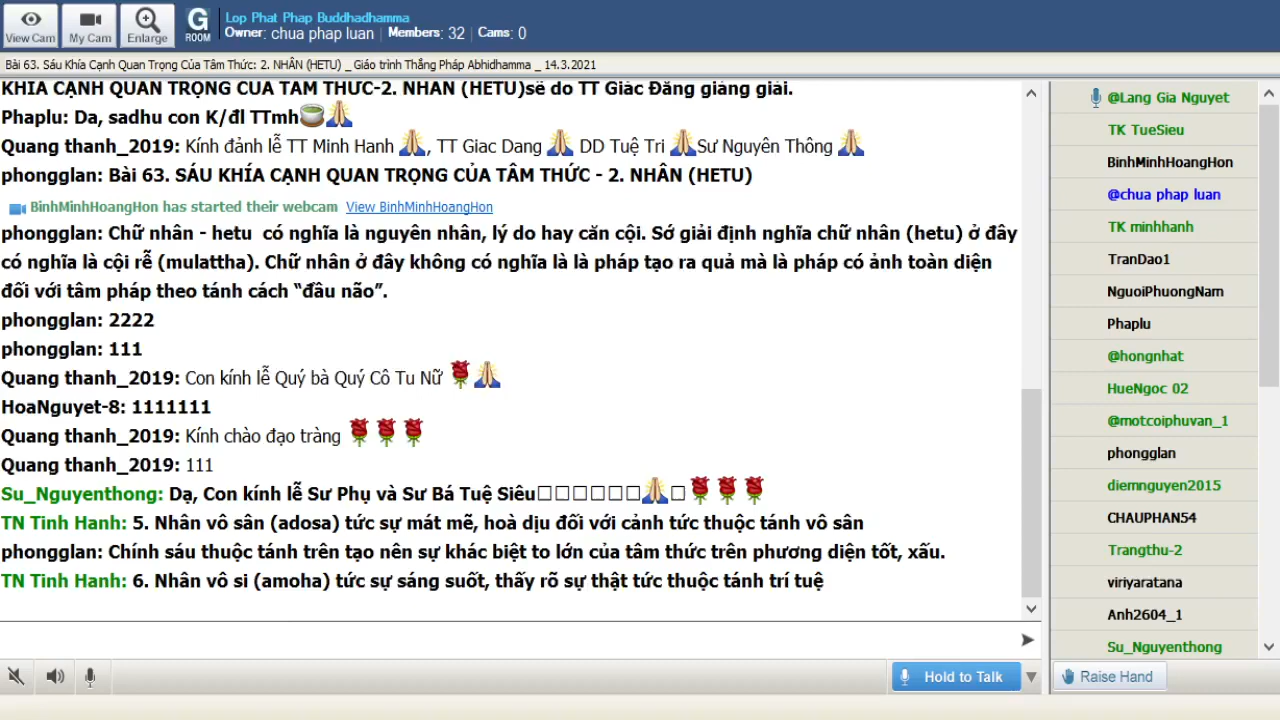 View Cam
My Cam
Enlarge
G
ROOM
Lop Phat Phap Buddhadhamma
Owner: chua phap luan | Members: 32 | Cams: 0
Bài 63. Sáu Khía Cạnh Quan Trọng Của Tâm Thức: 2. NHÂN (HETU) _ Giáo trình Thắng Pháp Abhidhamma _ 14.3.2021
KHÍA CẠNH QUAN TRỌNG CỦA TÂM THỨC-2. NHÂN (HETU)sẽ do TT Giác Đẳng giảng giải.
Phaplu: Da, sadhu con K/đl TTmh
Quang thanh_2019: Kính đảnh lễ TT Minh Hanh , TT Giac Dang DD Tuệ Tri Sư Nguyên Thông
phongglan: Bài 63. SÁU KHÍA CẠNH QUAN TRỌNG CỦA TÂM THỨC - 2. NHÂN (HETU)
BinhMinhHoangHon has started their webcam View BinhMinhHoangHon
phongglan: Chữ nhân - hetu có nghĩa là nguyên nhân, lý do hay căn cội. Sớ giải định nghĩa chữ nhân (hetu) ở đây
có nghĩa là cội rễ (mulattha). Chữ nhân ở đây không có nghĩa là là pháp tạo ra quả mà là pháp có ảnh toàn diện
đối với tâm pháp theo tánh cách “đầu não”.
phongglan: 2222
phongglan: 111
Quang thanh_2019: Con kính lễ Quý bà Quý Cô Tu Nữ
HoaNguyet-8: 1111111
Quang thanh_2019: Kính chào đạo tràng
Quang thanh_2019: 111
Su_Nguyenthong: Dạ, Con kính lễ Sư Phụ và Sư Bá Tuệ Siêu
TN Tinh Hanh: 5. Nhân vô sân (adosa) tức sự mát mẽ, hoà dịu đối với cảnh tức thuộc tánh vô sân
phongglan: Chính sáu thuộc tánh trên tạo nên sự khác biệt to lớn của tâm thức trên phương diện tốt, xấu.
TN Tinh Hanh: 6. Nhân vô si (amoha) tức sự sáng suốt, thấy rõ sự thật tức thuộc tánh trí tuệ
Hold to Talk
@Lang Gia Nguyet
TK TueSieu
BinhMinhHoangHon
@chua phap luan
TK minhhanh
TranDao1
NguoiPhuongNam
Phaplu
@hongnhat
HueNgoc 02
@motcoiphuvan_1
phongglan
diemnguyen2015
CHAUPHAN54
Trangthu-2
viriyaratana
Anh2604_1
Su_Nguyenthong
Raise Hand